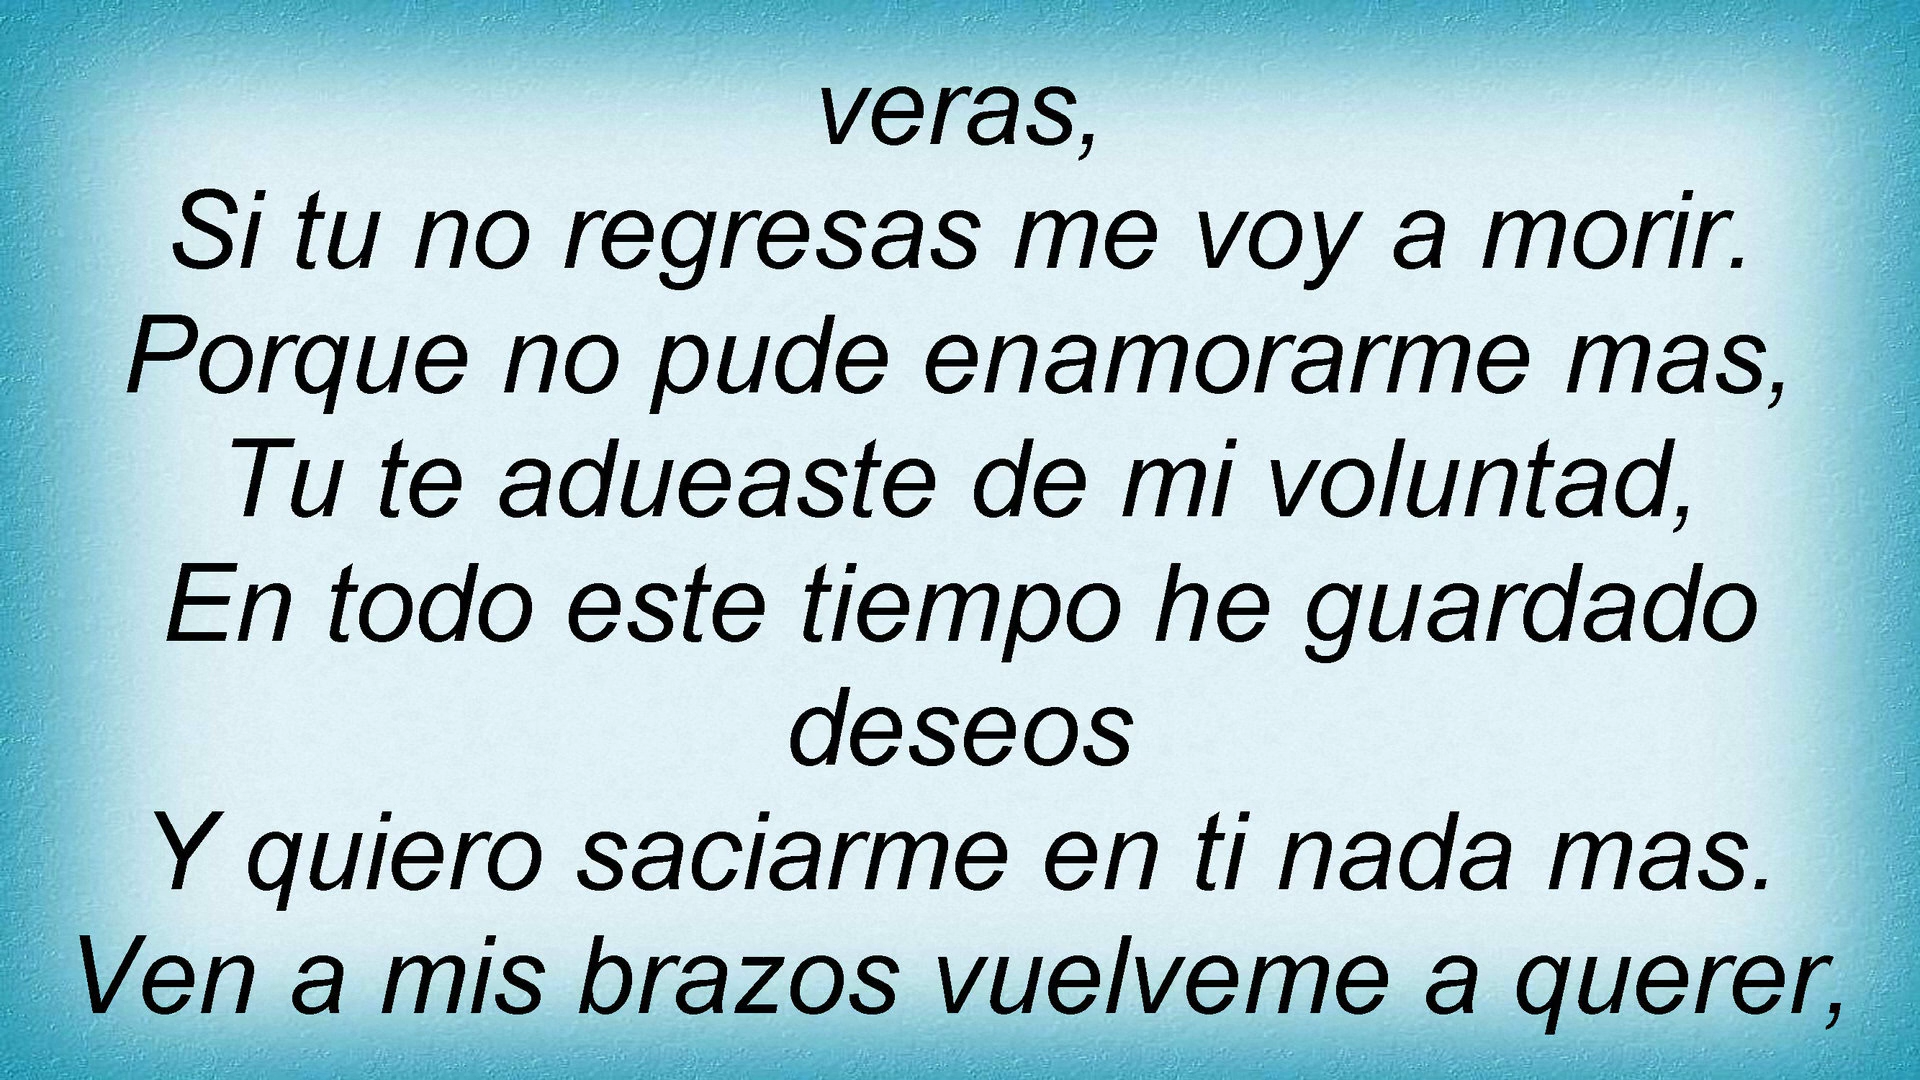 veras,
Si tu no regresas me voy a morir.
Porque no pude enamorarme mas,
Tu te adueaste de mi voluntad,
En todo este tiempo he guardado
deseos
Y quiero saciarme en ti nada mas.
Ven a mis brazos vuelveme a querer,